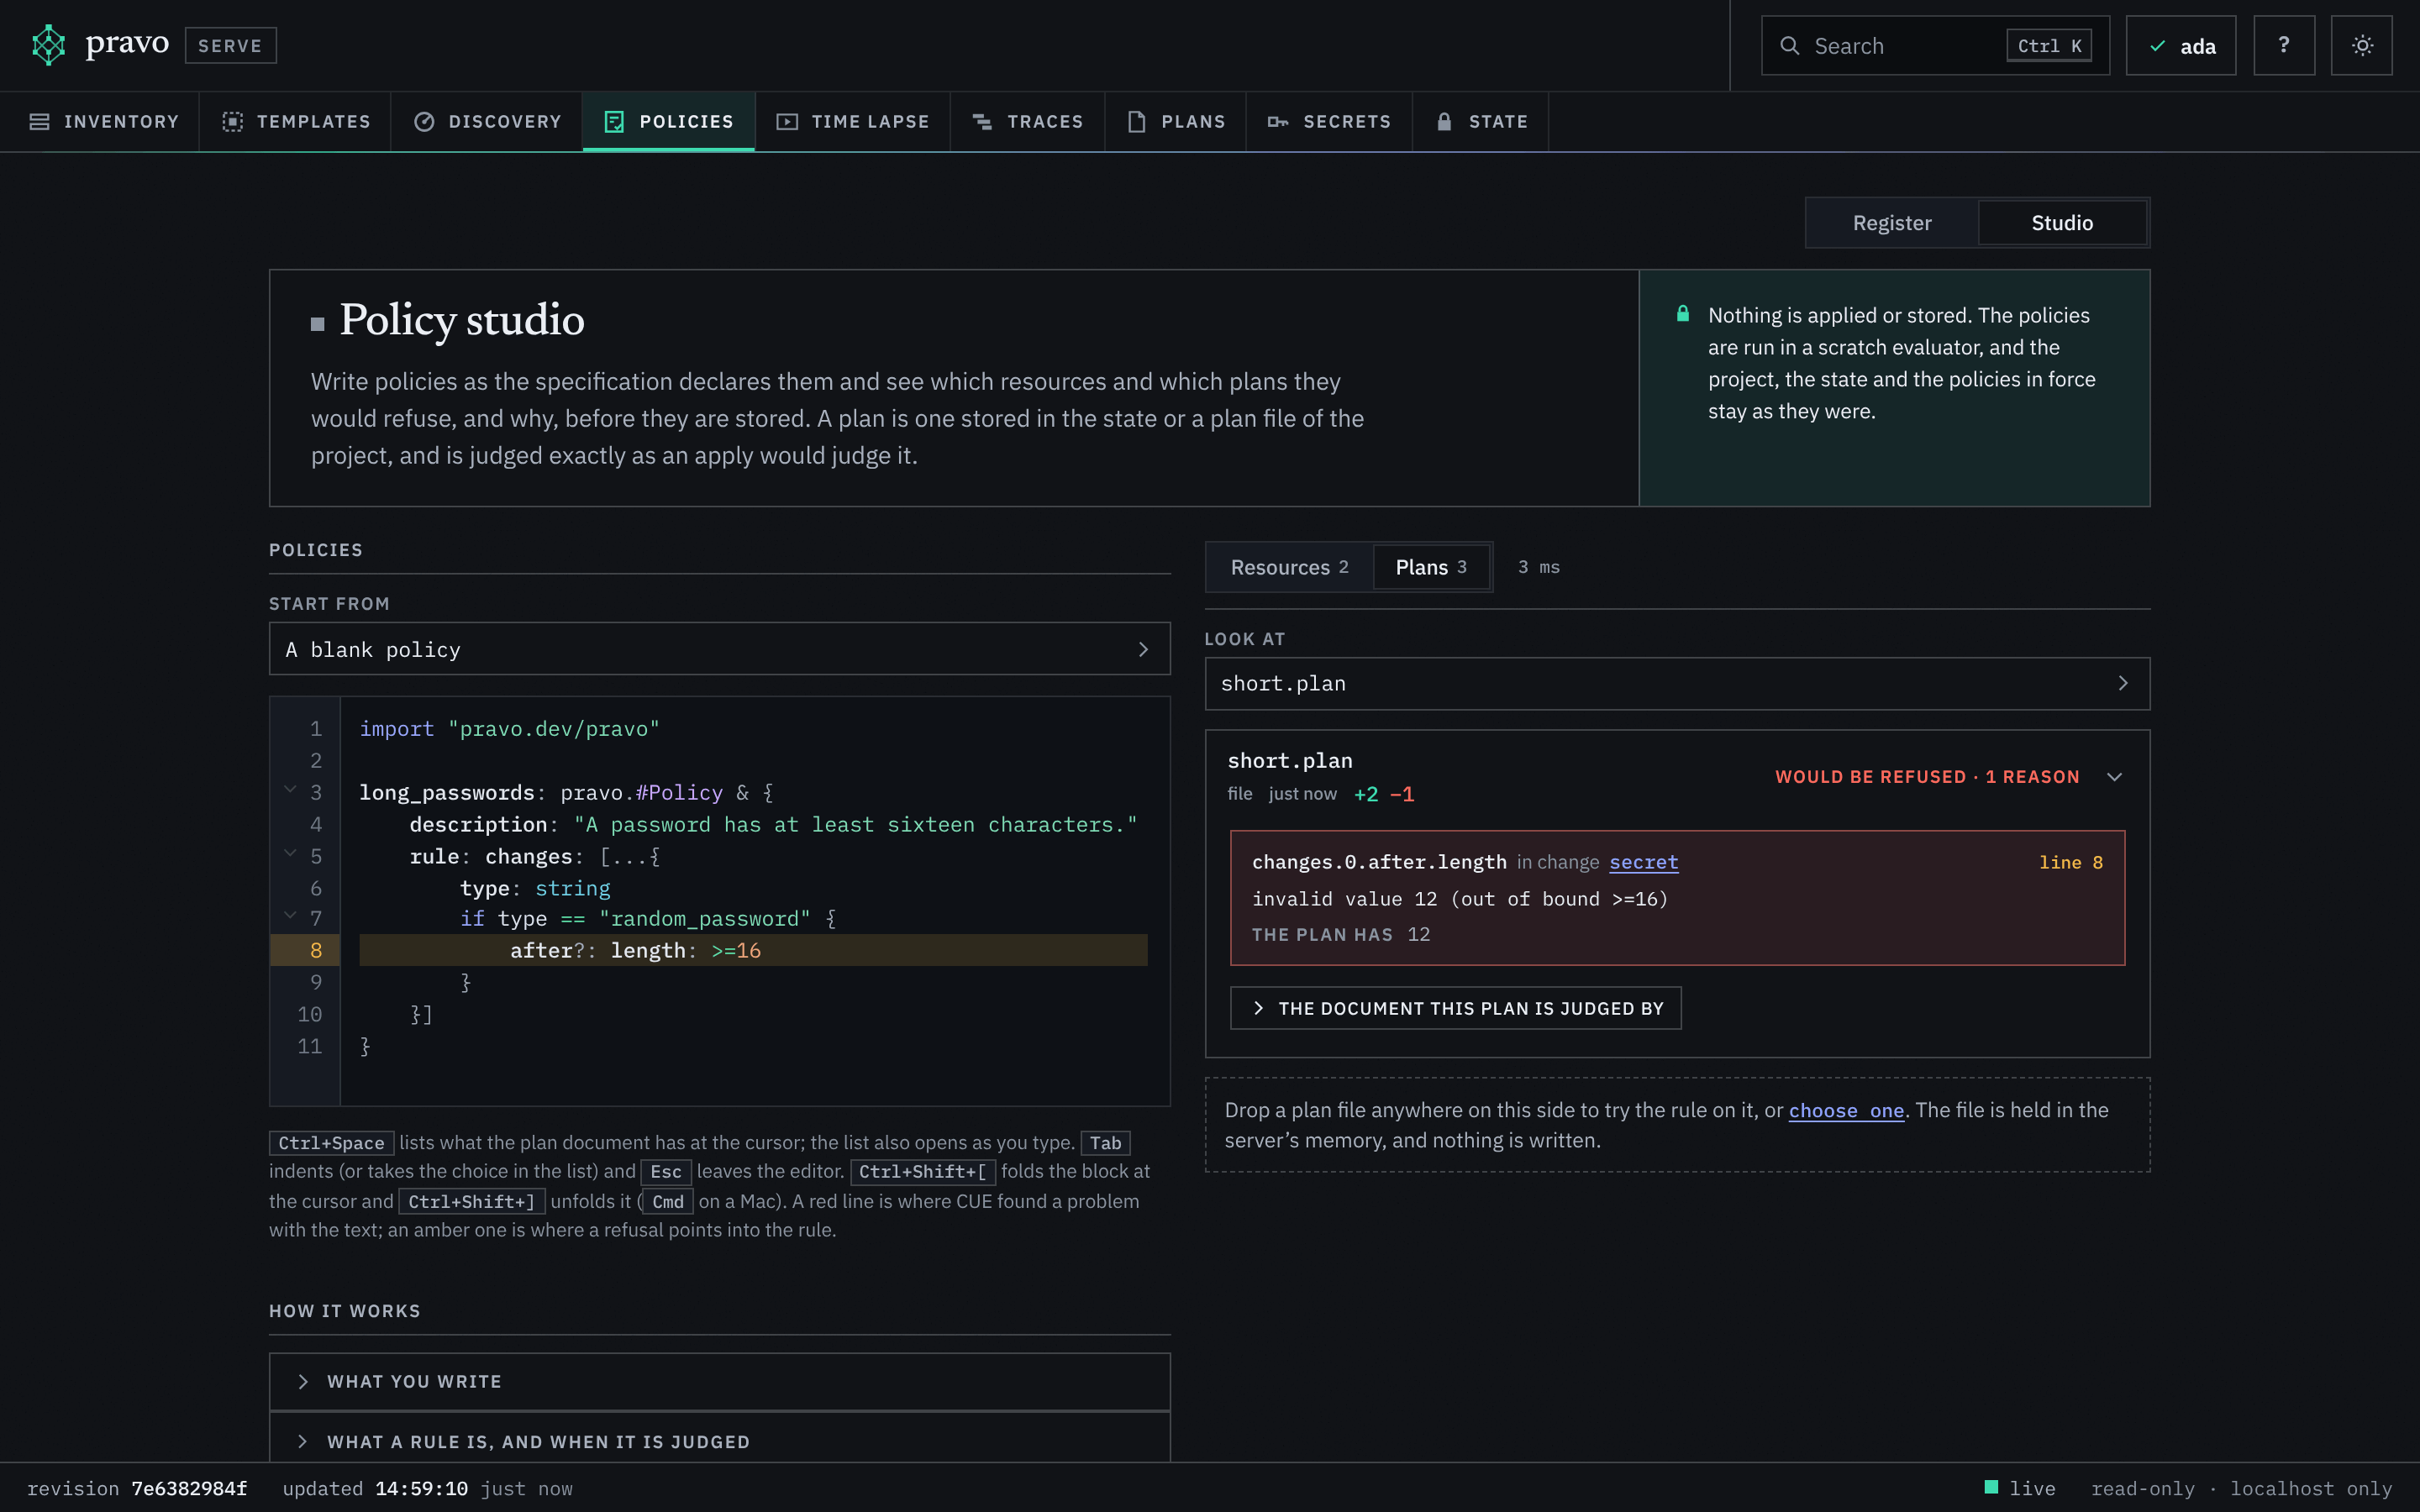 pravo SERVE
Search Ctrl K
ada
?
INVENTORY
TEMPLATES
DISCOVERY
POLICIES
TIME LAPSE
TRACES
PLANS
SECRETS
STATE
Register Studio
Policy studio
Write policies as the specification declares them and see which resources and which plans they
would refuse, and why, before they are stored. A plan is one stored in the state or a plan file of the
project, and is judged exactly as an apply would judge it.
Nothing is applied or stored. The policies
are run in a scratch evaluator, and the
project, the state and the policies in force
stay as they were.
POLICIES
START FROM
A blank policy
1 import "pravo.dev/pravo"
2
3 long_passwords: pravo.#Policy & {
4 description: "A password has at least sixteen characters."
5 rule: changes: [...{
6 type: string
7 if type == "random_password" {
8 after?: length: >=16
9 }
10 }]
11 }
Ctrl+Space lists what the plan document has at the cursor; the list also opens as you type. Tab
indents (or takes the choice in the list) and Esc leaves the editor. Ctrl+Shift+[ folds the block at
the cursor and Ctrl+Shift+] unfolds it (Cmd on a Mac). A red line is where CUE found a problem
with the text; an amber one is where a refusal points into the rule.
HOW IT WORKS
WHAT YOU WRITE
WHAT A RULE IS, AND WHEN IT IS JUDGED
Resources 2 Plans 3 3 ms
LOOK AT
short.plan
short.plan
file just now +2 −1
WOULD BE REFUSED · 1 REASON
changes.0.after.length in change secret line 8
invalid value 12 (out of bound >=16)
THE PLAN HAS 12
THE DOCUMENT THIS PLAN IS JUDGED BY
Drop a plan file anywhere on this side to try the rule on it, or choose one. The file is held in the
server’s memory, and nothing is written.
revision 7e6382984f updated 14:59:10 just now
live read-only · localhost only